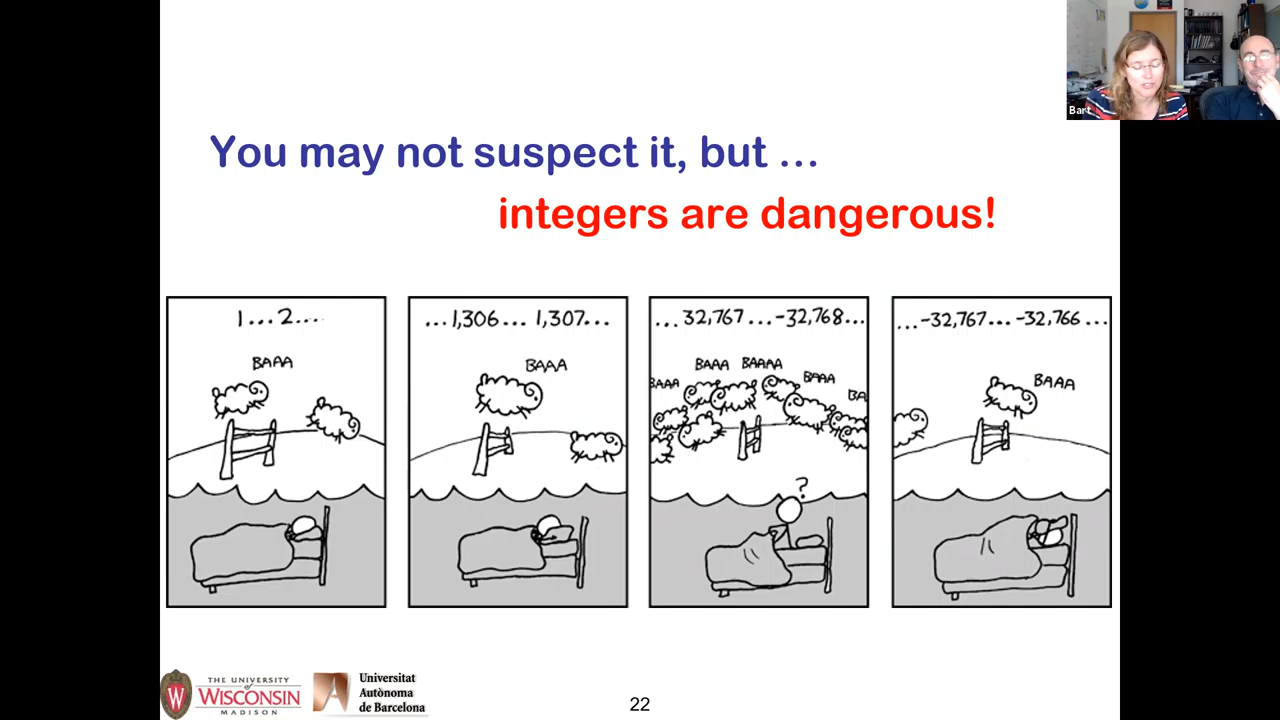 Bart
You may not suspect it, but ...
integers are dangerous!
1 ... 2 ...
BAAA
... 1,306 ... 1,307 ...
BAAA
... 32,767 ... -32,768 ...
BAAA
BAAAA
BAAA
BAAA
BA
... -32,767 ... -32,766 ...
BAAA
?
THE UNIVERSITY
WISCONSIN
MADISON
Universitat
Autònoma
de Barcelona
22